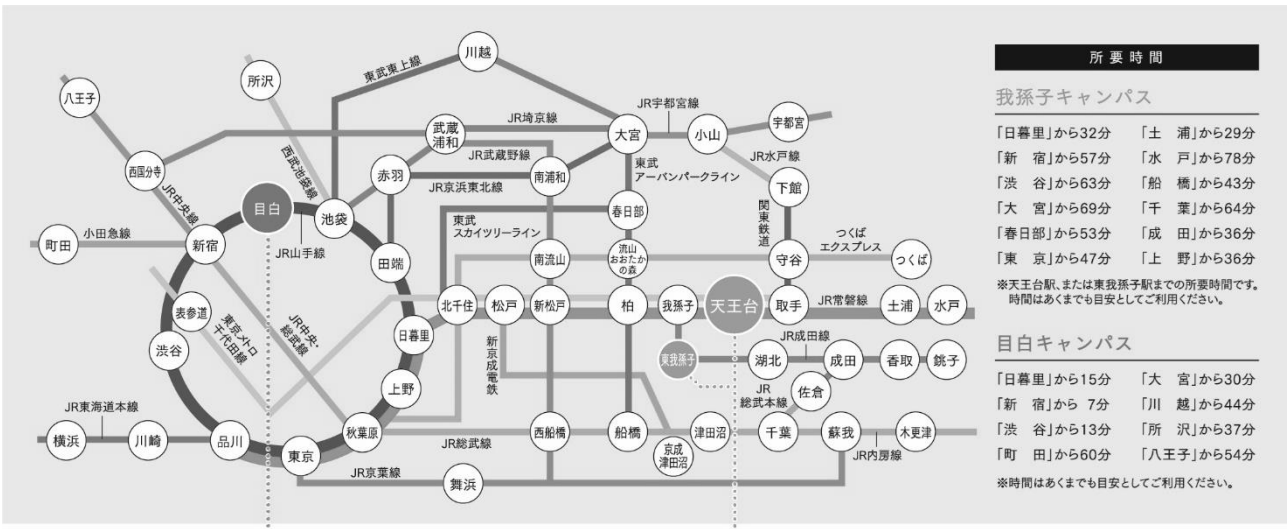 川越
所沢
東武東上線
八王子
JR宇都宮線
宇都宮
JR埼京線
武蔵
浦和
大宮
小山
西国分寺
西武池袋線
JR武蔵野線
JR水戸線
赤羽
JR京浜東北線
南浦和
東武
アーバンパークライン
下館
JR中央線
目白
池袋
春日部
関東鉄道
小田急線
町田
新宿
JR山手線
東武
スカイツリーライン
つくば
エクスプレス
田端
南流山
流山
おおたか
の森
守谷
つくば
表参道
北千住
松戸
新松戸
柏
我孫子
天王台
取手
JR常磐線
土浦
水戸
東京メトロ
千代田線
JR中央・
総武線
日暮里
渋谷
新京成電鉄
JR成田線
東我孫子
湖北
成田
香取
銚子
上野
佐倉
JR
総武本線
JR東海道本線
横浜
川崎
品川
東京
秋葉原
JR総武線
西船橋
船橋
京成
津田沼
津田沼
千葉
蘇我
木更津
JR内房線
JR京葉線
舞浜
所要時間
我孫子キャンパス
「日暮里」から32分 「土 浦」から29分
「新 宿」から57分 「水 戸」から78分
「渋 谷」から63分 「船 橋」から43分
「大 宮」から69分 「千 葉」から64分
「春日部」から53分 「成 田」から36分
「東 京」から47分 「上 野」から36分
※天王台駅、または東我孫子駅までの所要時間です。
時間はあくまでも目安としてご利用ください。
目白キャンパス
「日暮里」から15分 「大 宮」から30分
「新 宿」から 7分 「川 越」から44分
「渋 谷」から13分 「所 沢」から37分
「町 田」から60分 「八王子」から54分
※時間はあくまでも目安としてご利用ください。